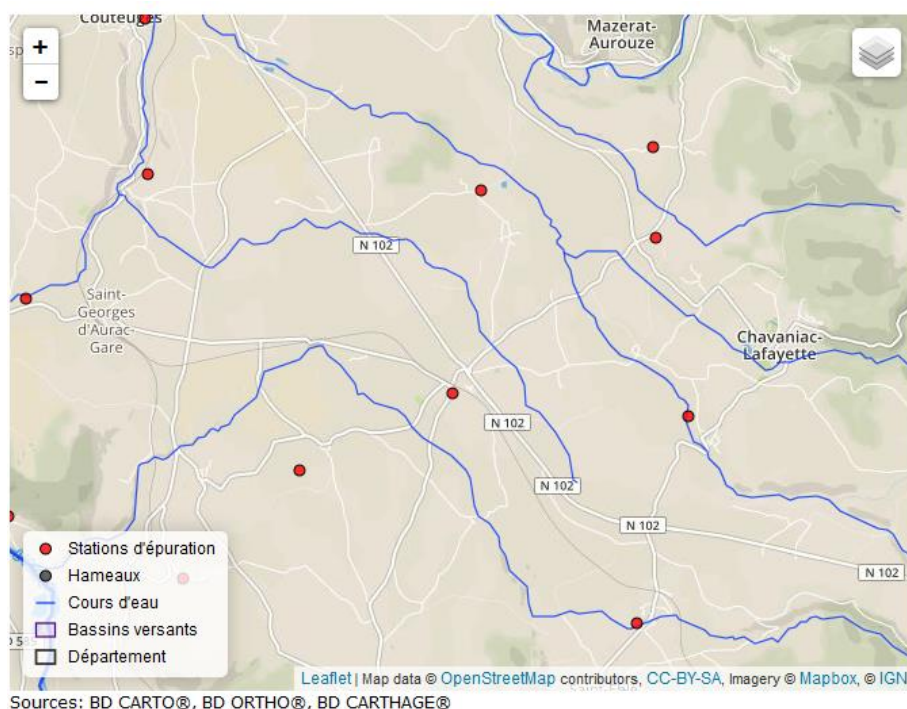 Couteuges
Mazerat-
Aurouze
+
−
N 102
Saint-
Georges
d'Aurac-
Gare
Chavaniac-
Lafayette
N 102
N 102
N 102
N 102
Stations d'épuration
Hameaux
Cours d'eau
Bassins versants
Département
Leaflet | Map data © OpenStreetMap contributors, CC-BY-SA, Imagery © Mapbox, © IGN
Sources: BD CARTO®, BD ORTHO®, BD CARTHAGE®